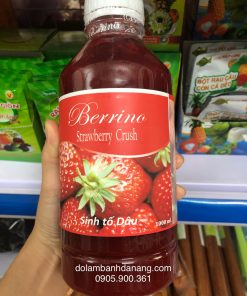 Berrino
Strawberry Crush
Sinh tố Dâu
1000 ml
dolambanhdanang.com
0905.900.361